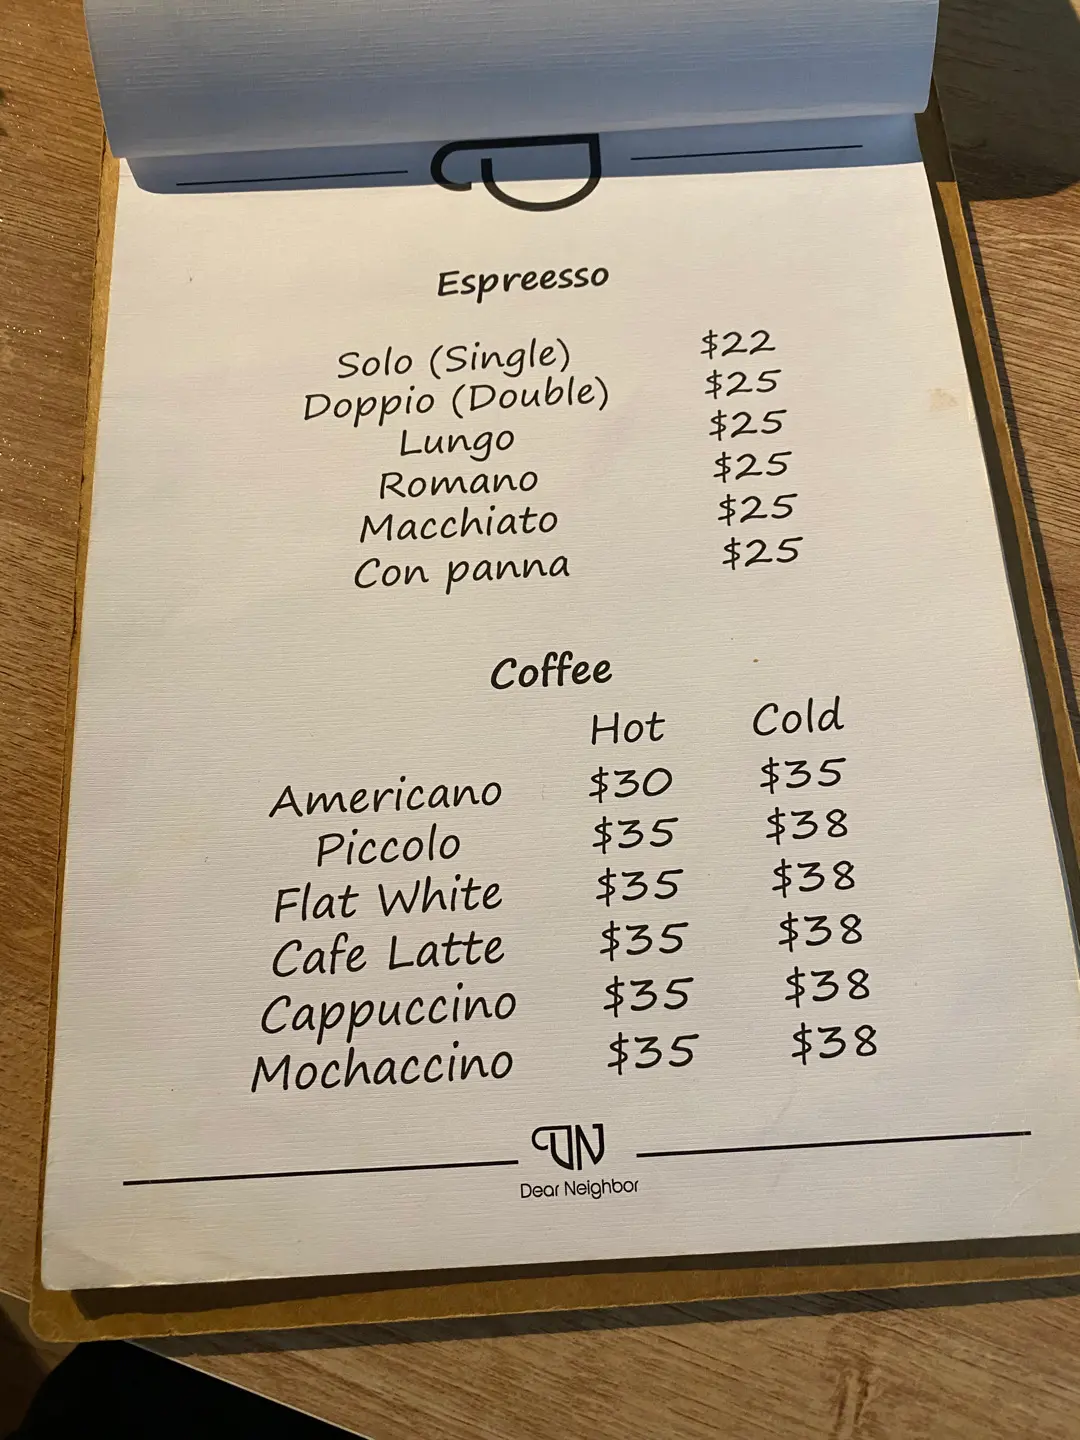 Espreesso
Solo (Single) $22
Doppio (Double) $25
Lungo $25
Romano $25
Macchiato $25
Con panna $25
Coffee
Hot Cold
Americano $30 $35
Piccolo $35 $38
Flat White $35 $38
Cafe Latte $35 $38
Cappuccino $35 $38
Mochaccino $35 $38
DN
Dear Neighbor